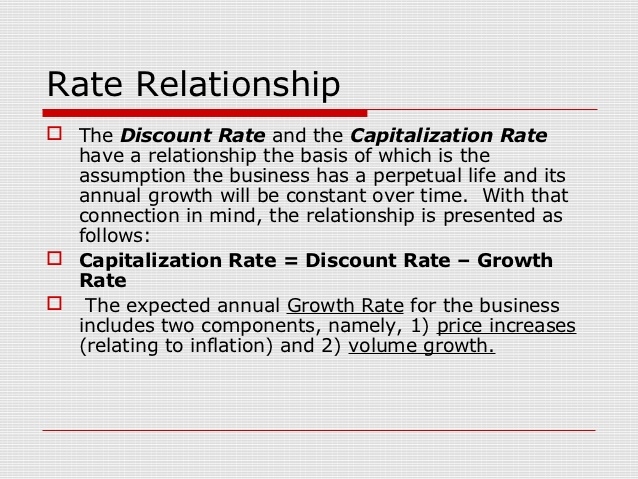 Rate Relationship
The Discount Rate and the Capitalization Rate
have a relationship the basis of which is the
assumption the business has a perpetual life and its
annual growth will be constant over time.  With that
connection in mind, the relationship is presented as
follows:
Capitalization Rate = Discount Rate – Growth
Rate
The expected annual Growth Rate for the business
includes two components, namely, 1) price increases
(relating to inflation) and 2) volume growth.